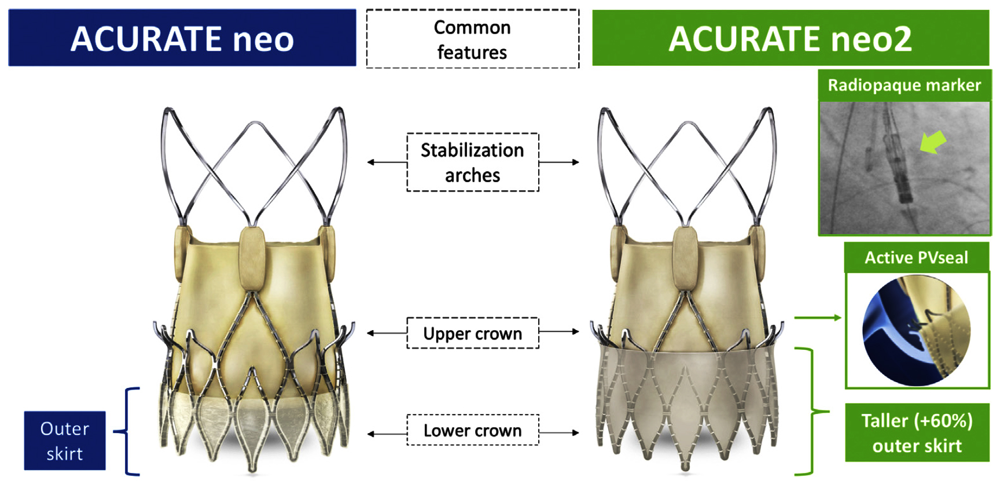 ACURATE neo
Common
features
ACURATE neo2
Radiopaque marker
Stabilization
arches
Active PVseal
Upper crown
Outer
skirt
Lower crown
Taller (+60%)
outer skirt